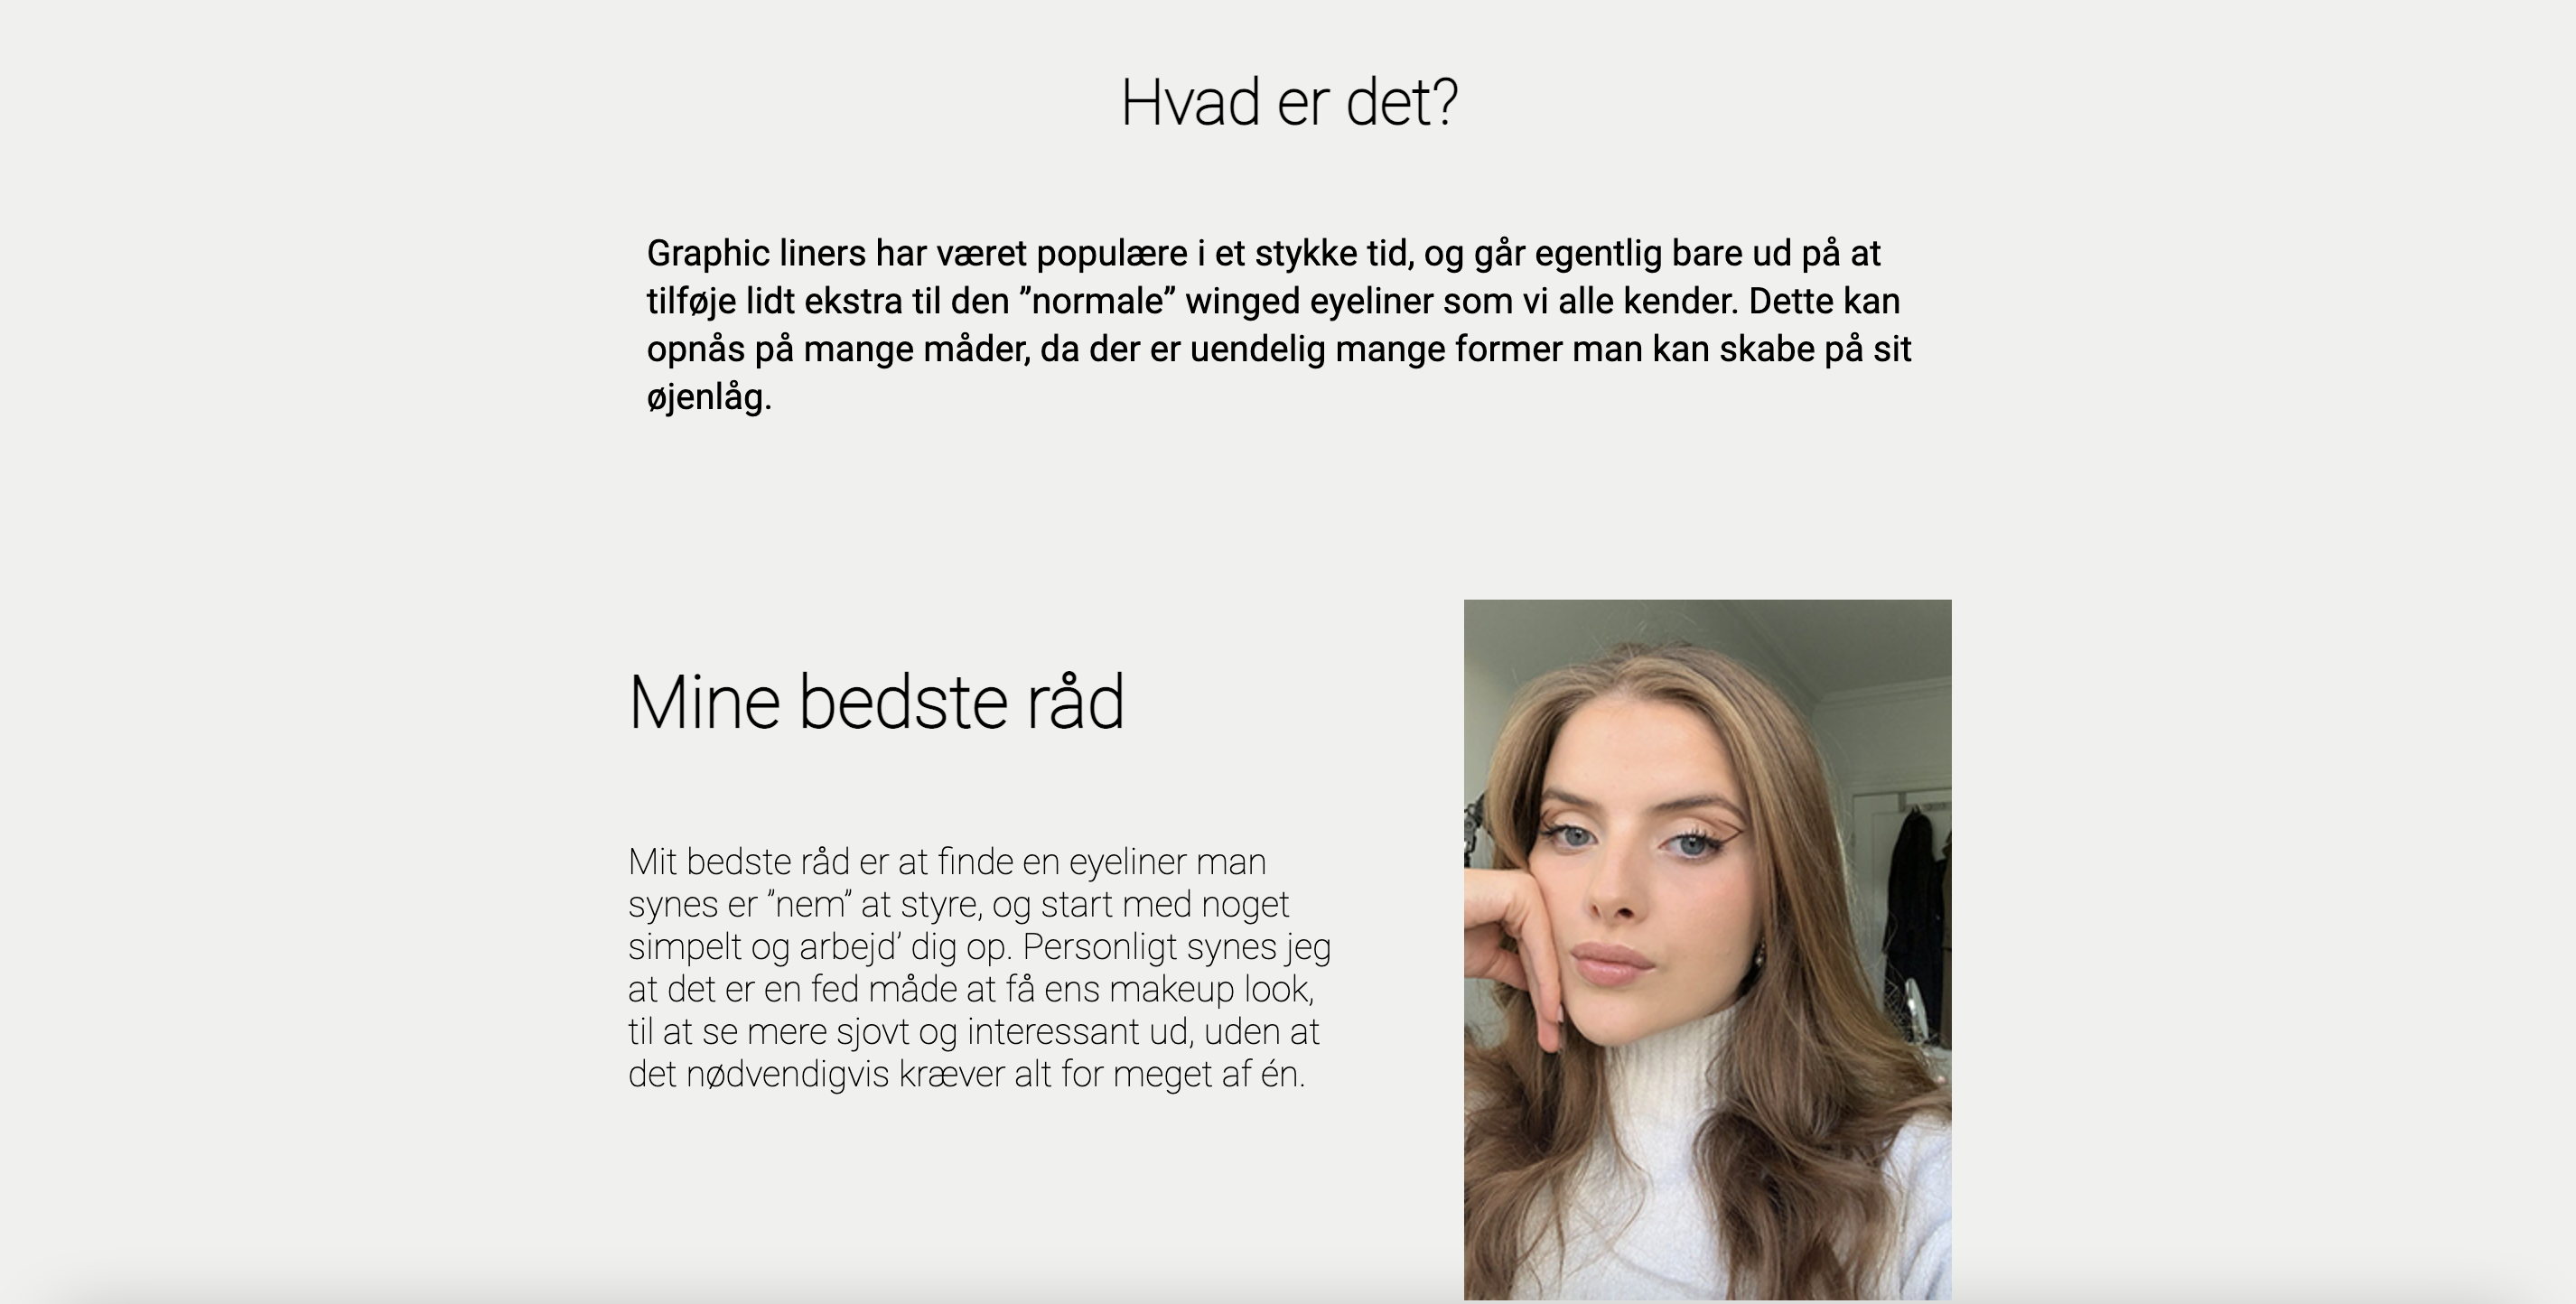 Hvad er det?
Graphic liners har været populære i et stykke tid, og går egentlig bare ud på at
tilføje lidt ekstra til den ”normale” winged eyeliner som vi alle kender. Dette kan
opnås på mange måder, da der er uendelig mange former man kan skabe på sit
øjenlåg.
Mine bedste råd
Mit bedste råd er at finde en eyeliner man
synes er ”nem” at styre, og start med noget
simpelt og arbejd’ dig op. Personligt synes jeg
at det er en fed måde at få ens makeup look,
til at se mere sjovt og interessant ud, uden at
det nødvendigvis kræver alt for meget af én.